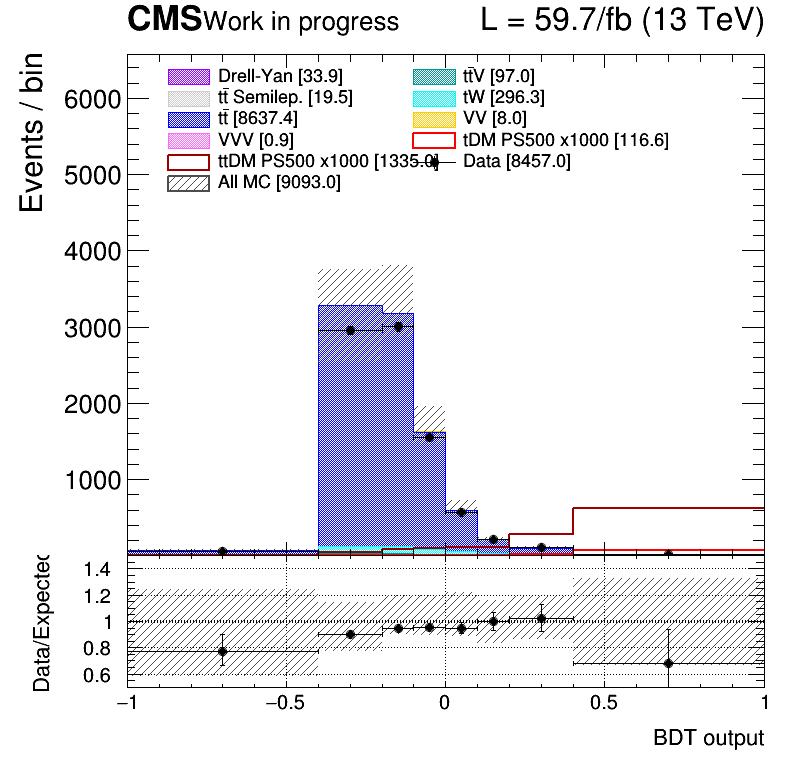 CMS Work in progress L = 59.7/fb (13 TeV)
Events / bin
Drell-Yan [33.9] tt̄V [97.0]
tt̄ Semilep. [19.5] tW [296.3]
tt̄ [8637.4] VV [8.0]
VVV [0.9] tDM PS500 x1000 [116.6]
ttDM PS500 x1000 [1335.0] Data [8457.0]
All MC [9093.0]
6000
5000
4000
3000
2000
1000
Data/Expected
1.4
1.2
1
0.8
0.6
−1 −0.5 0 0.5 1
BDT output